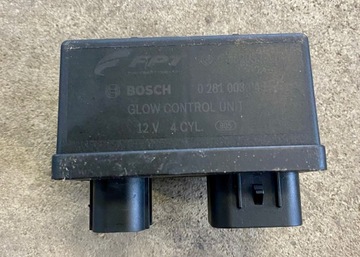 FPT
BOSCH 0 281 003
GLOW CONTROL UNIT
12 V 4 CYL.